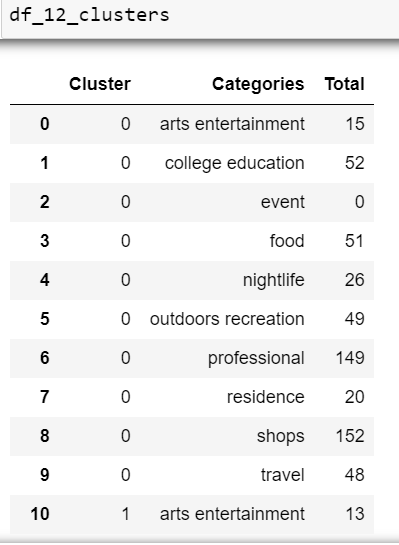 df_12_clusters
Cluster Categories Total
0 0 arts entertainment 15
1 0 college education 52
2 0 event 0
3 0 food 51
4 0 nightlife 26
5 0 outdoors recreation 49
6 0 professional 149
7 0 residence 20
8 0 shops 152
9 0 travel 48
10 1 arts entertainment 13